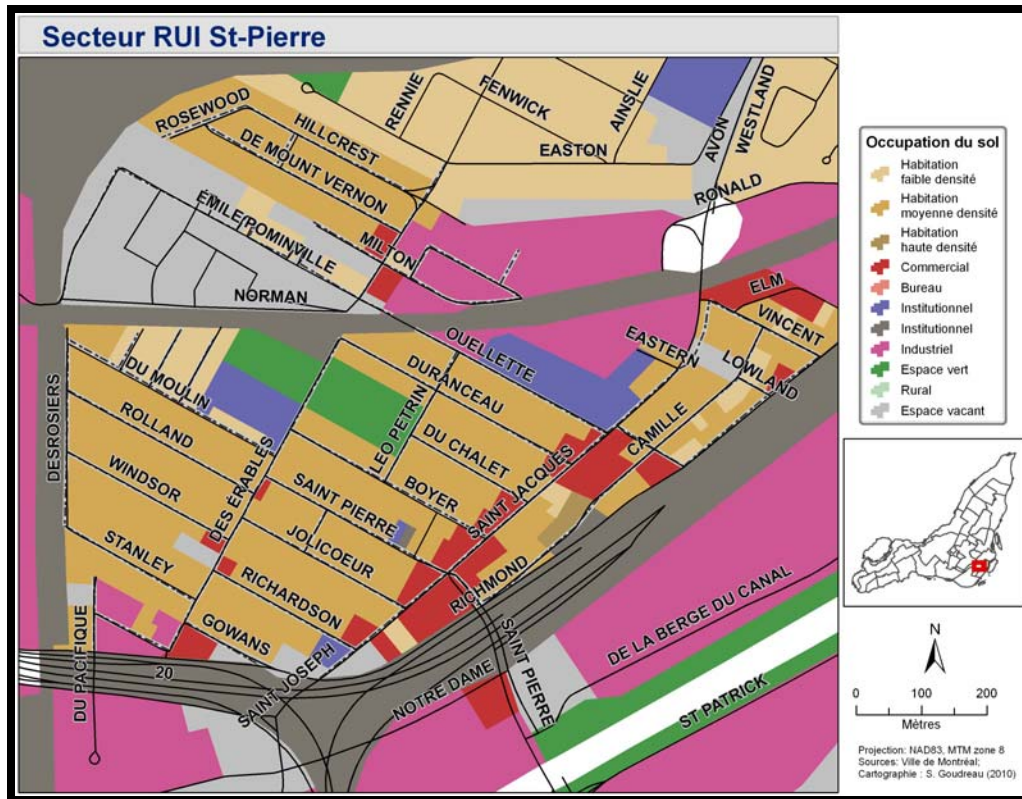 Secteur RUI St-Pierre
ROSEWOOD
HILLCREST
RENNIE
FENWICK
AINSLIE
AVON
WESTLAND
EASTON
DE MOUNT VERNON
RONALD
ÉMILE POMINVILLE
MILTON
NORMAN
ELM
VINCENT
OUELLETTE
EASTERN
LOWLAND
DU MOULIN
DURANCEAU
CAMILLE
DESROSIERS
ROLLAND
LEO PETRIN
DU CHALET
WINDSOR
DES ÉRABLES
SAINT PIERRE
BOYER
SAINT JACQUES
STANLEY
JOLICOEUR
RICHARDSON
RICHMOND
GOWANS
DU PACIFIQUE
20
SAINT JOSEPH
NOTRE DAME
SAINT PIERRE
DE LA BERGE DU CANAL
ST PATRICK
Occupation du sol
Habitation
faible densité
Habitation
moyenne densité
Habitation
haute densité
Commercial
Bureau
Institutionnel
Institutionnel
Industriel
Espace vert
Rural
Espace vacant
N
0 100 200
Mètres
Projection: NAD83, MTM zone 8
Sources: Ville de Montréal;
Cartographie : S. Goudreau (2010)